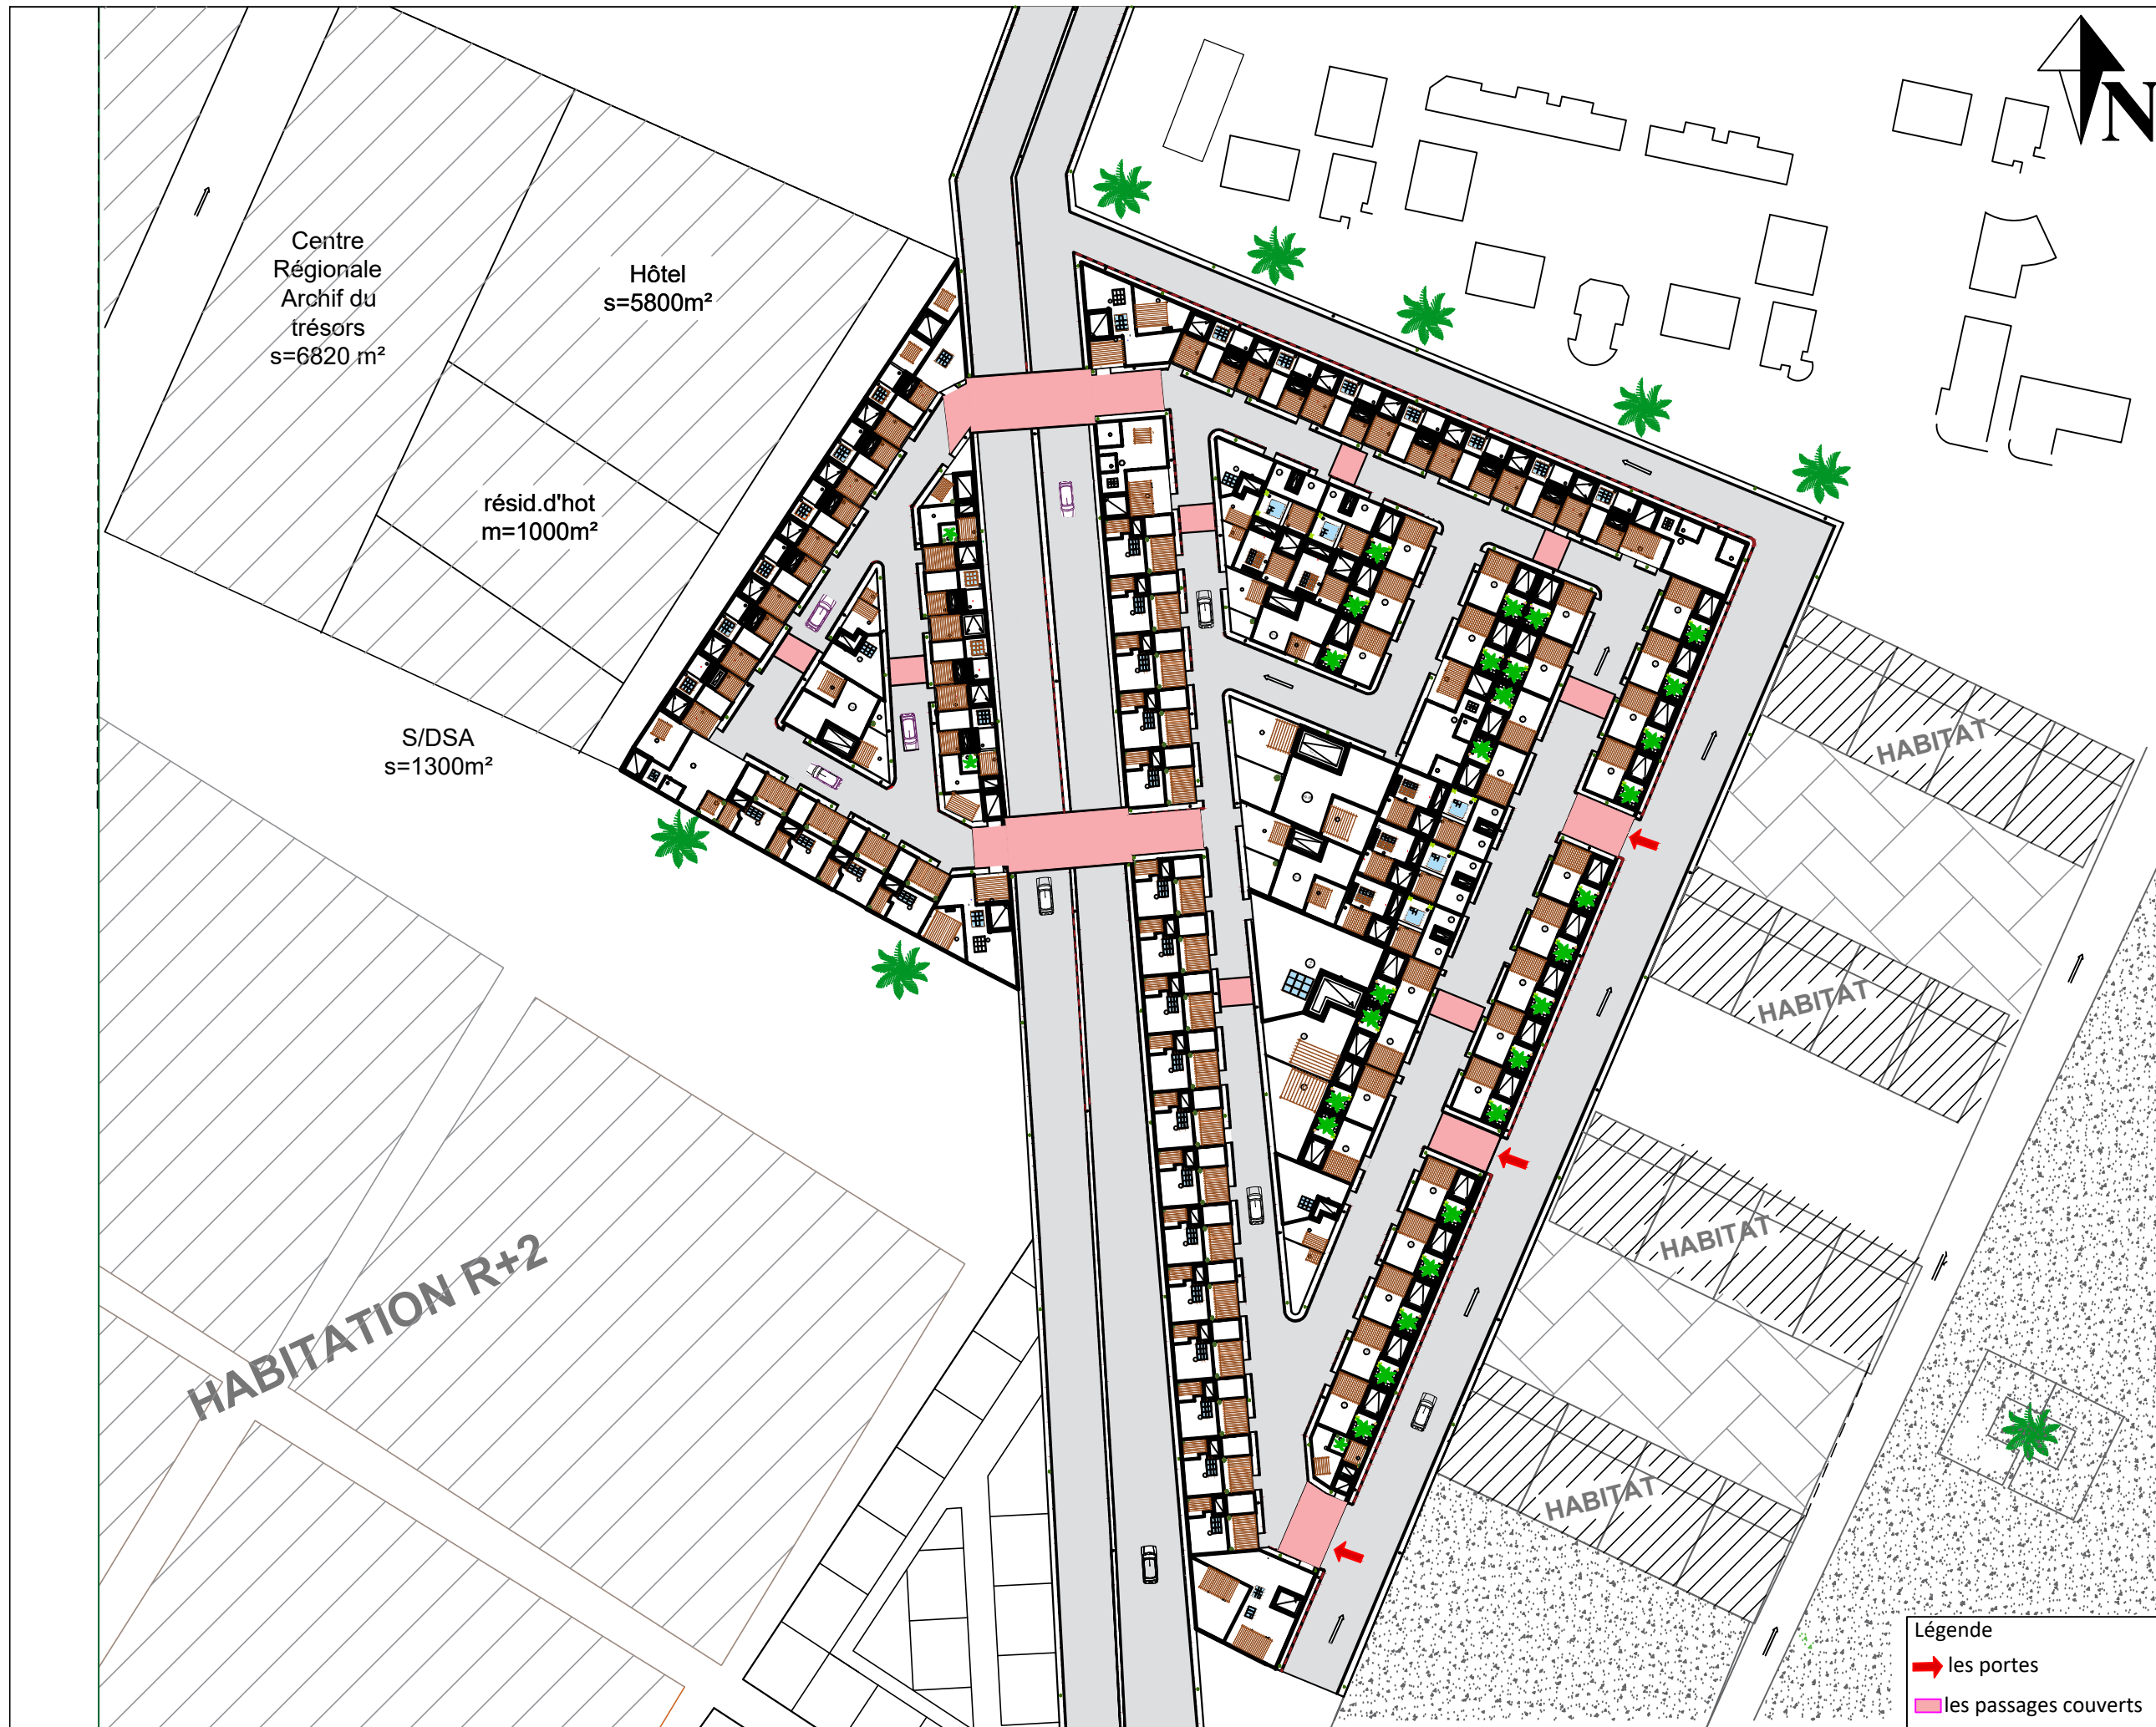 N
Centre
Régionale
Archif du
trésors
s=6820 m²
Hôtel
s=5800m²
résid.d'hot
m=1000m²
S/DSA
s=1300m²
HABITAT
HABITAT
HABITAT
HABITAT
HABITATION R+2
Légende
les portes
les passages couverts